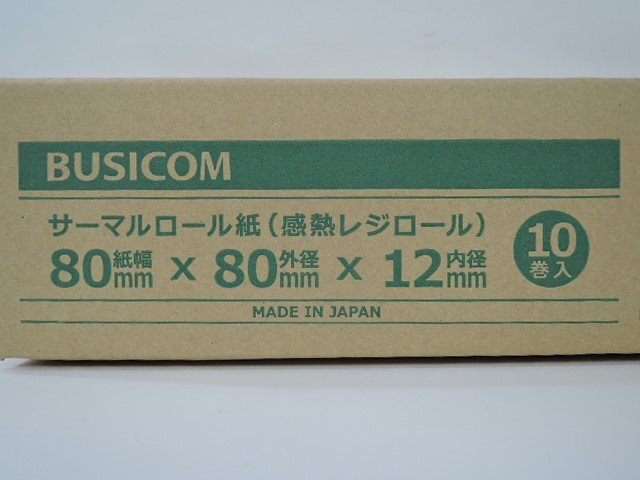 BUSICOM
サーマルロール紙(感熱レジロール)
80紙幅mm x 80外径mm x 12内径mm
10巻入
MADE IN JAPAN